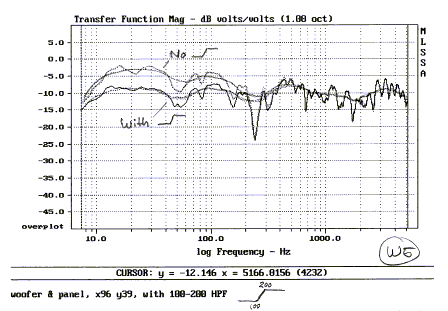 Transfer Function Mag - dB volts/volts (1.00 oct)
MLSSA
5.0
0.0
-5.0
-10.0
-15.0
-20.0
-25.0
-30.0
-35.0
-40.0
-45.0
No
With
overplot
10.0 100.0 1000.0
log Frequency - Hz
W5
CURSOR: y = -12.146 x = 5166.0156 (4232)
woofer & panel, x96 y39, with 100-200 HPF
200
100